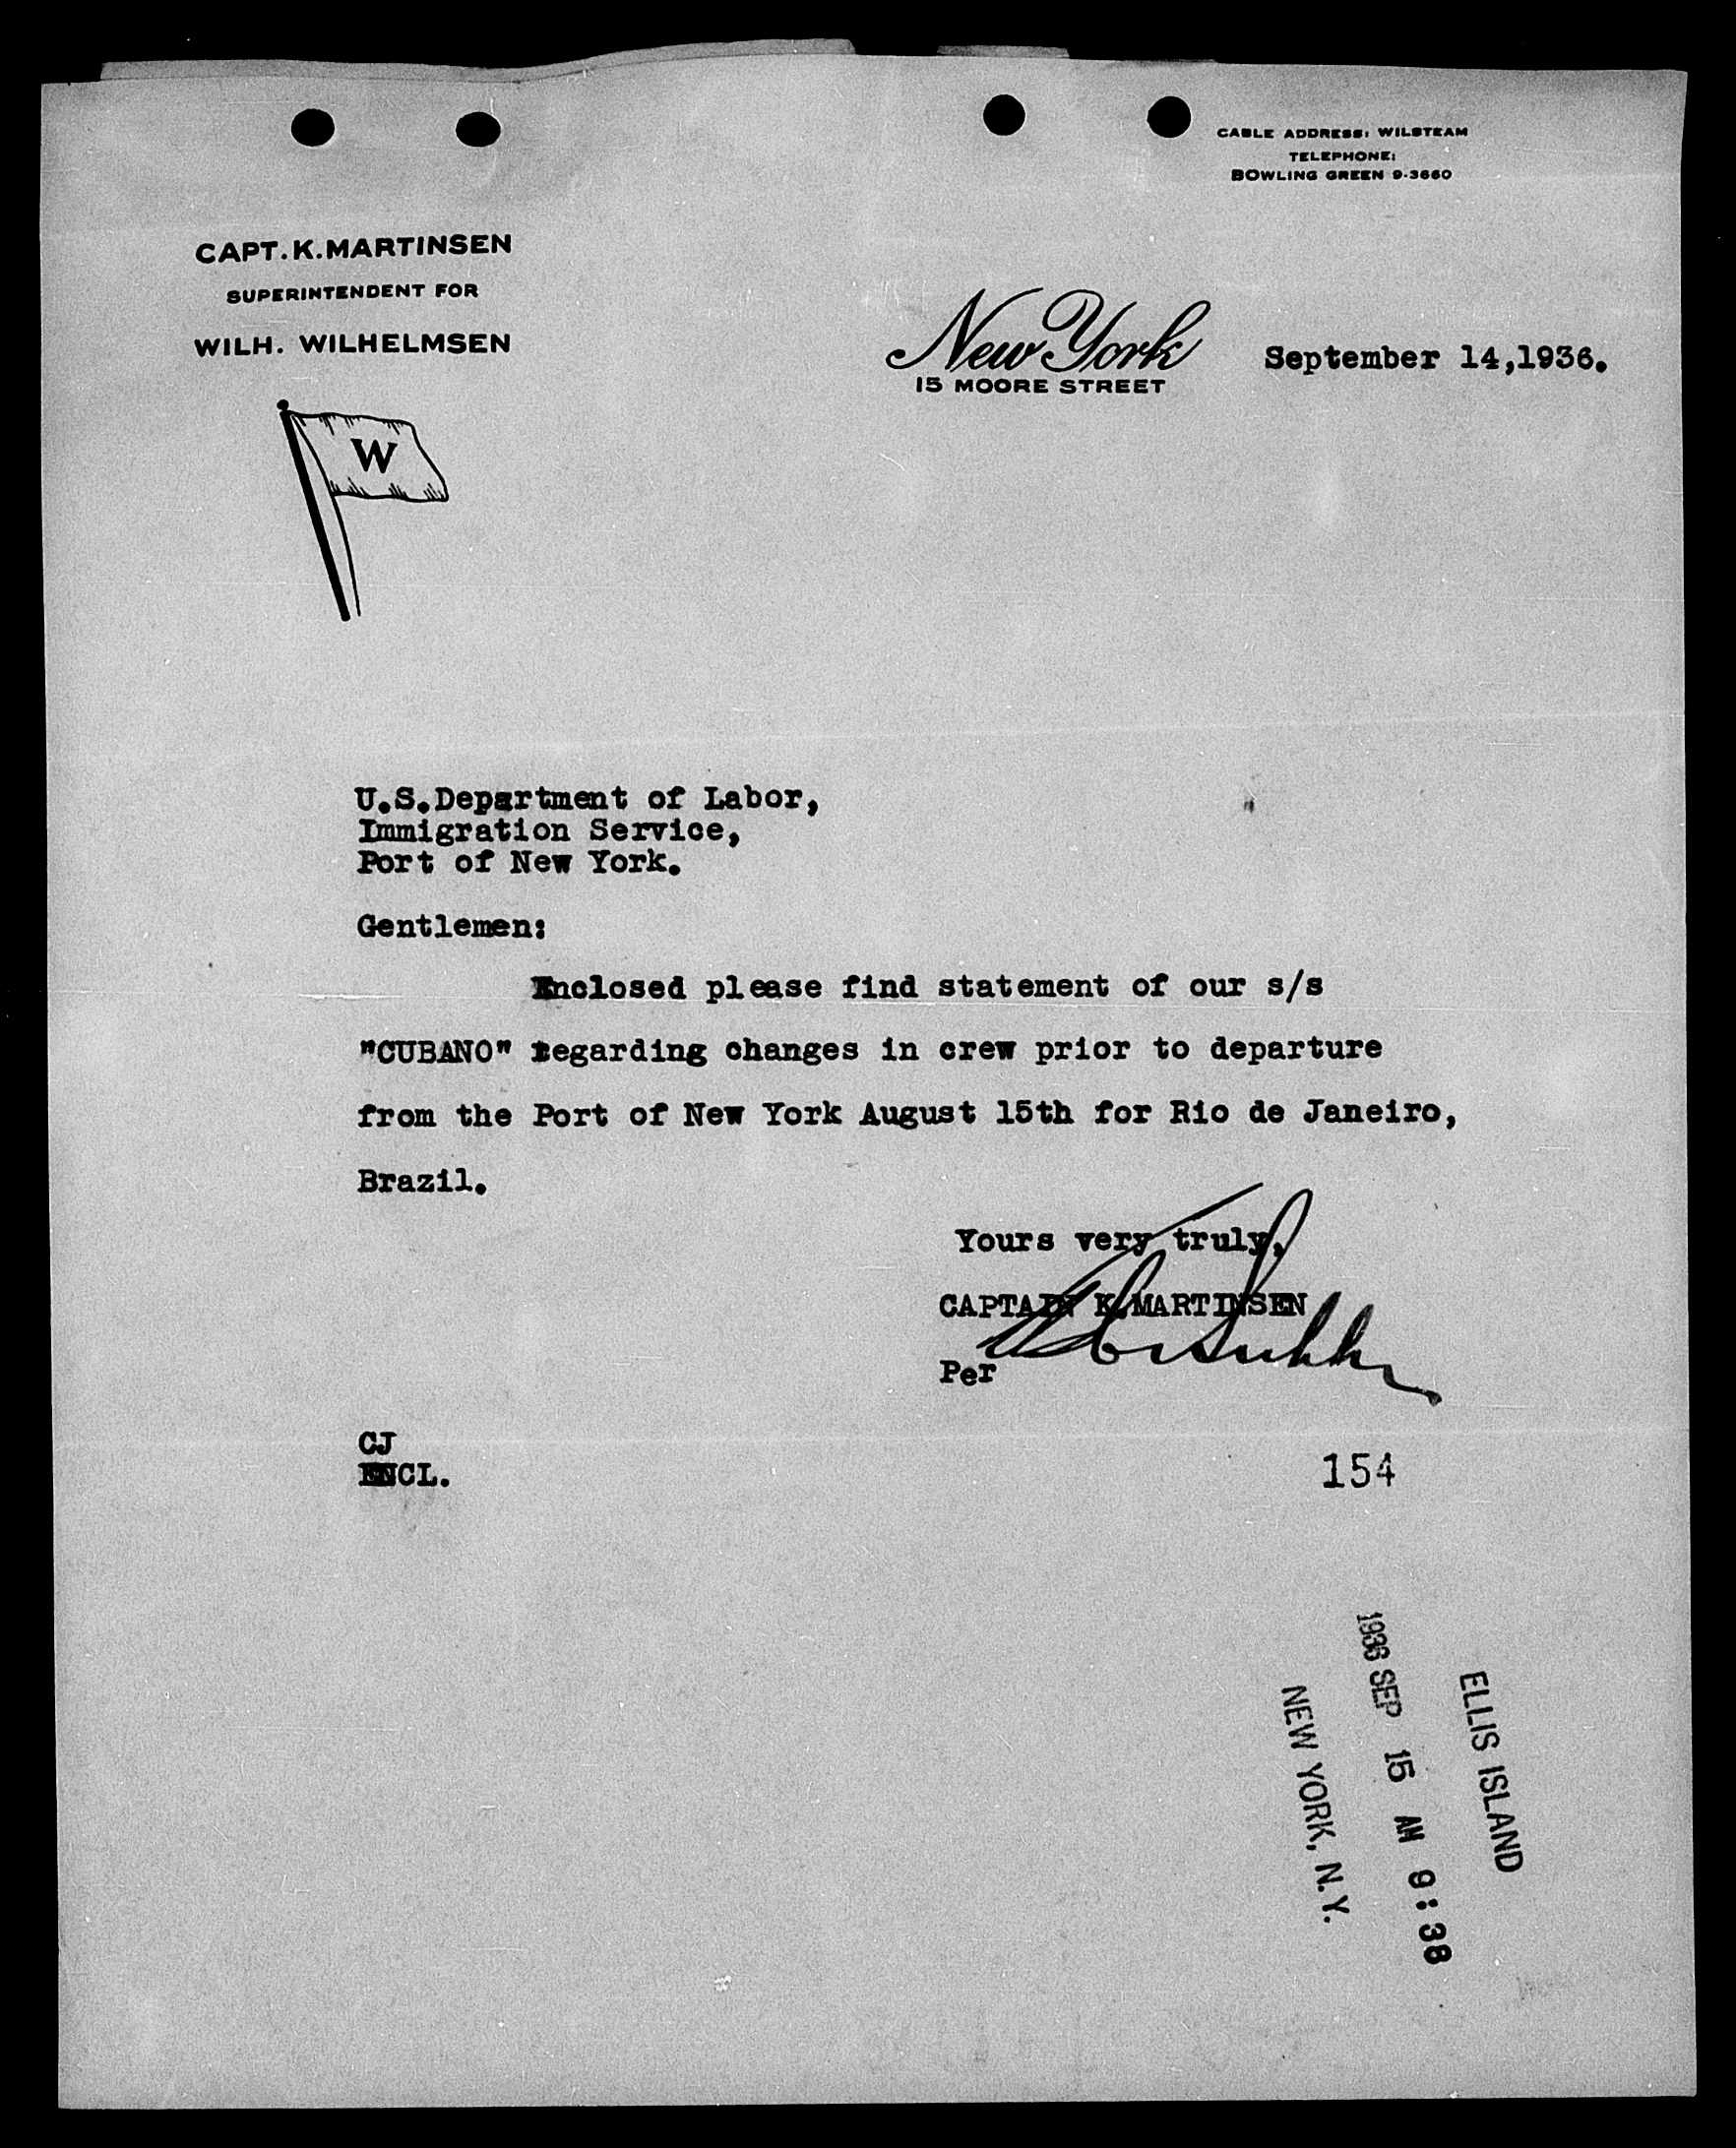 CABLE ADDRESS: WILSTEAM
TELEPHONE:
BOWLING GREEN 9-3660
CAPT. K. MARTINSEN
SUPERINTENDENT FOR
WILH. WILHELMSEN
W
New York
15 MOORE STREET
September 14,1936.
U.S.Department of Labor,
Immigration Service,
Port of New York.
Gentlemen:
Enclosed please find statement of our s/s
"CUBANO" regarding changes in crew prior to departure
from the Port of New York August 15th for Rio de Janeiro,
Brazil.
Yours very truly,
CAPTAIN K.MARTINSEN
Per
CJ
ENCL.
154
ELLIS ISLAND
1936 SEP 15 AM 9:38
NEW YORK, N.Y.